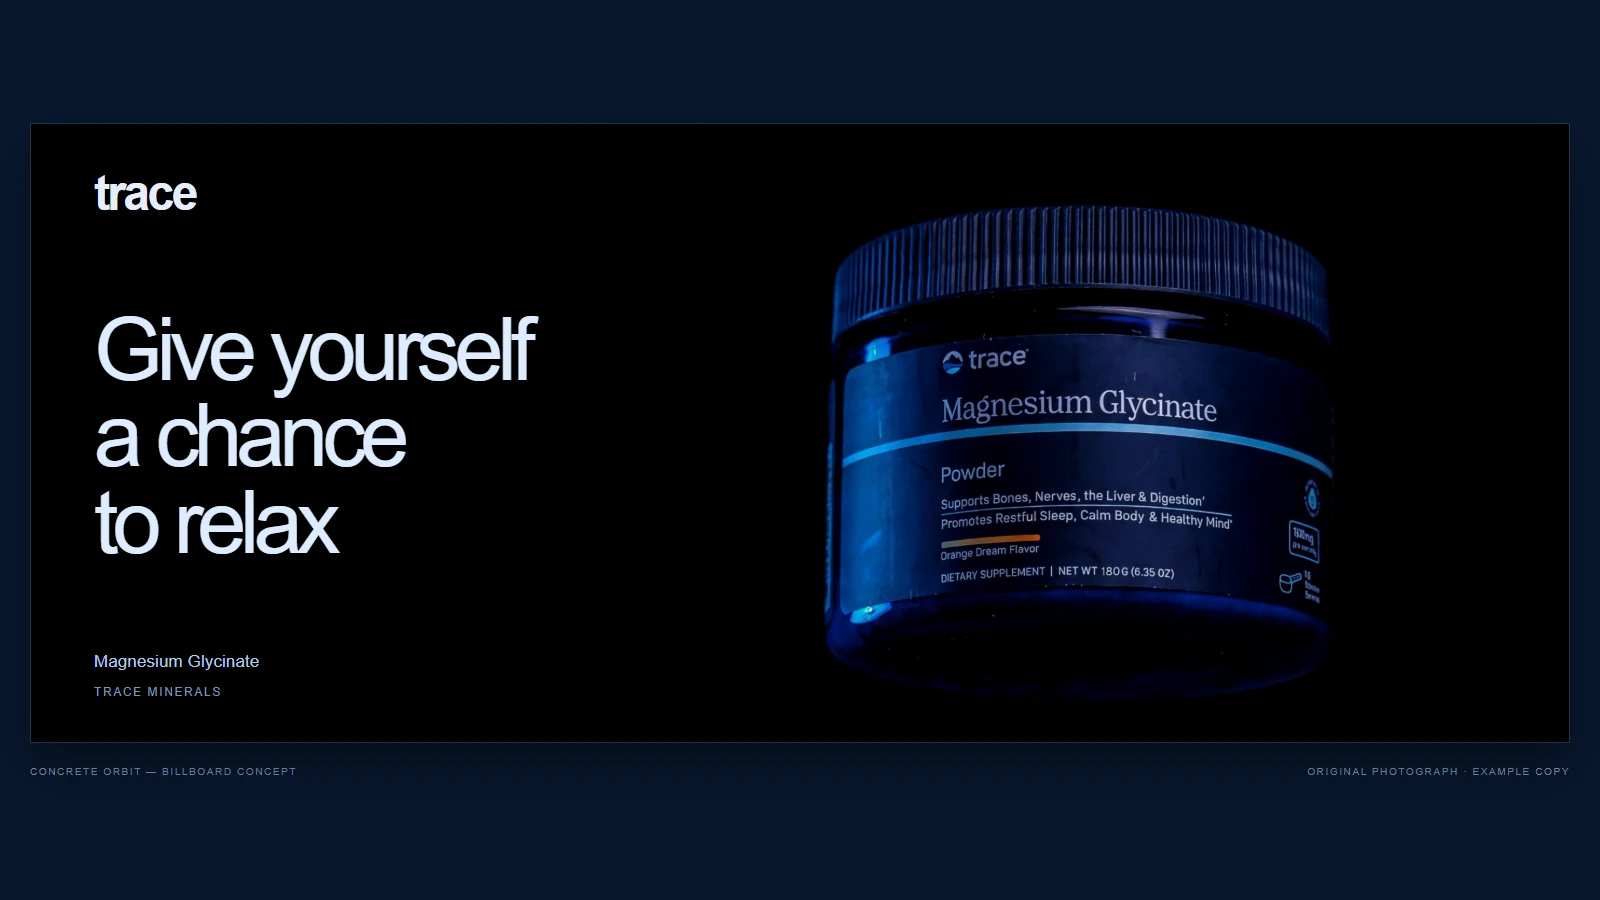 trace
Give yourself
a chance
to relax
Magnesium Glycinate
TRACE MINERALS
trace
Magnesium Glycinate
Powder
Supports Bones, Nerves, the Liver & Digestion†
Promotes Restful Sleep, Calm Body & Healthy Mind†
Orange Dream Flavor
DIETARY SUPPLEMENT | NET WT 180G (6.35 OZ)
CONCRETE ORBIT — BILLBOARD CONCEPT
ORIGINAL PHOTOGRAPH · EXAMPLE COPY